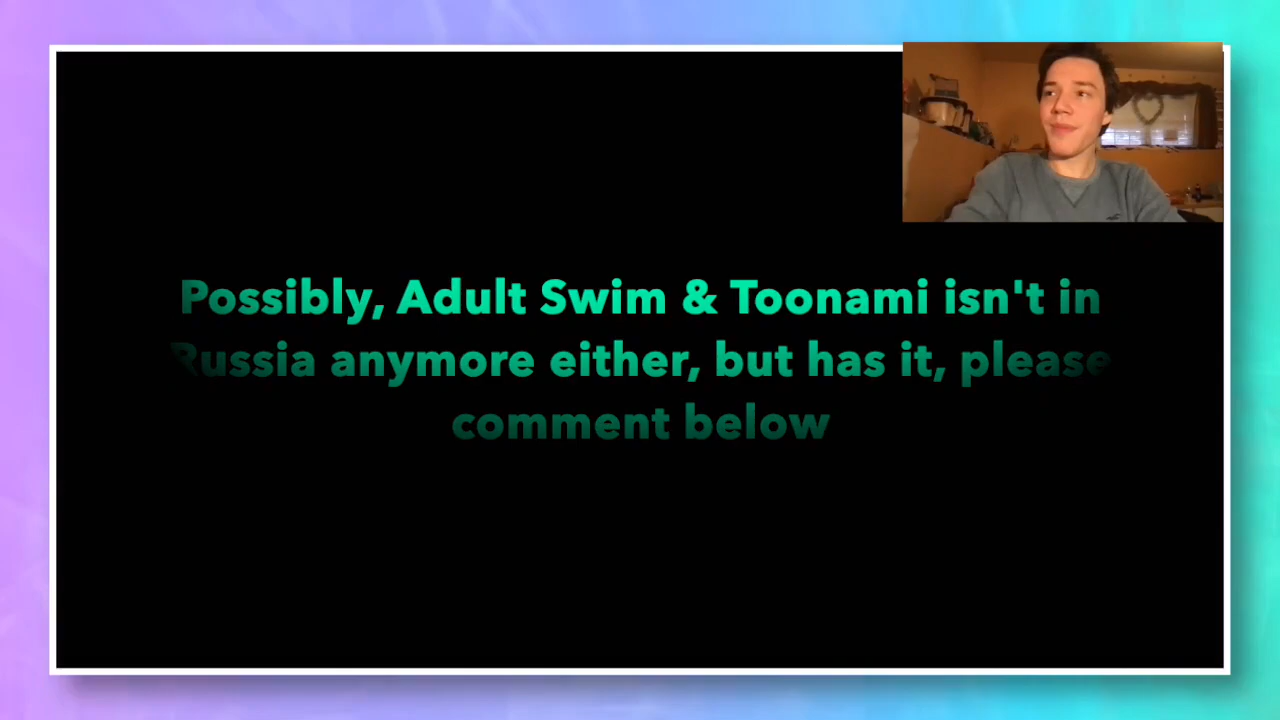 Possibly, Adult Swim & Toonami isn't in
Russia anymore either, but has it, please
comment below